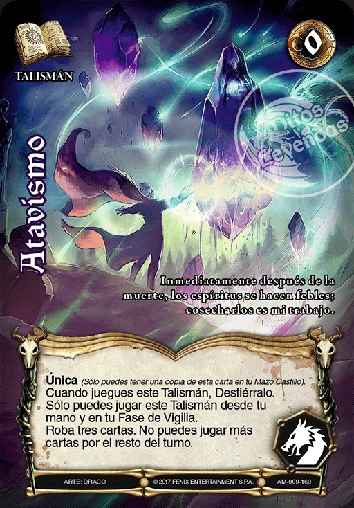 0
TALISMÁN
Mitos
Leyendas
Atavismo
Inmediatamente después de la
muerte, los espíritus se hacen febles;
cosecharlos es mi trabajo.
Única (Sólo puedes tener una copia de esta carta en tu Mazo Castillo).
Cuando juegues este Talismán, Destiérralo.
Sólo puedes jugar este Talismán desde tu
mano y en tu Fase de Vigilia.
Roba tres cartas. No puedes jugar más
cartas por el resto del turno.
ARTE: DRACO
©2017 FENIX ENTERTAINMENT S.P.A.